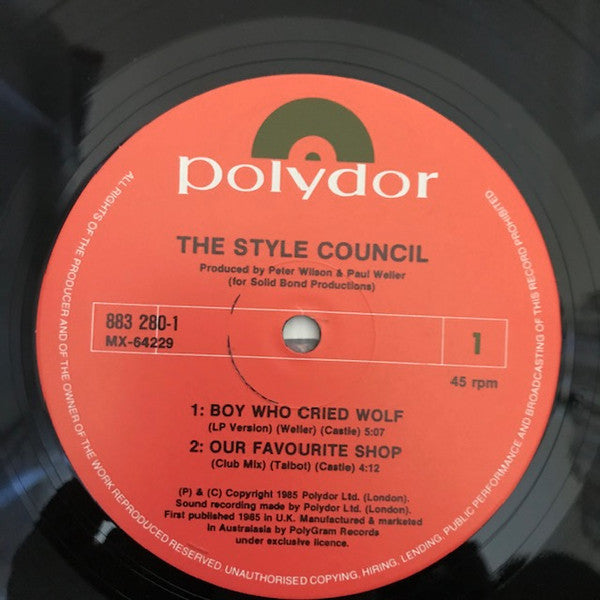 polydor
THE STYLE COUNCIL
Produced by Peter Wilson & Paul Weller
(for Solid Bond Productions)
883 280-1
MX-64229
1
45 rpm
1: BOY WHO CRIED WOLF
(LP Version) (Weller) (Castle) 5:07
2: OUR FAVOURITE SHOP
(Club Mix) (Talbot) (Castle) 4:12
(P) & (C) Copyright 1985 Polydor Ltd. (London).
Sound recording made by Polydor Ltd. (London).
First published 1985 in U.K. Manufactured & marketed
in Australasia by PolyGram Records
under exclusive licence.
ALL RIGHTS OF THE PRODUCER AND OF THE OWNER OF THE WORK REPRODUCED RESERVED. UNAUTHORISED COPYING, HIRING, LENDING, PUBLIC PERFORMANCE AND BROADCASTING OF THIS RECORD PROHIBITED